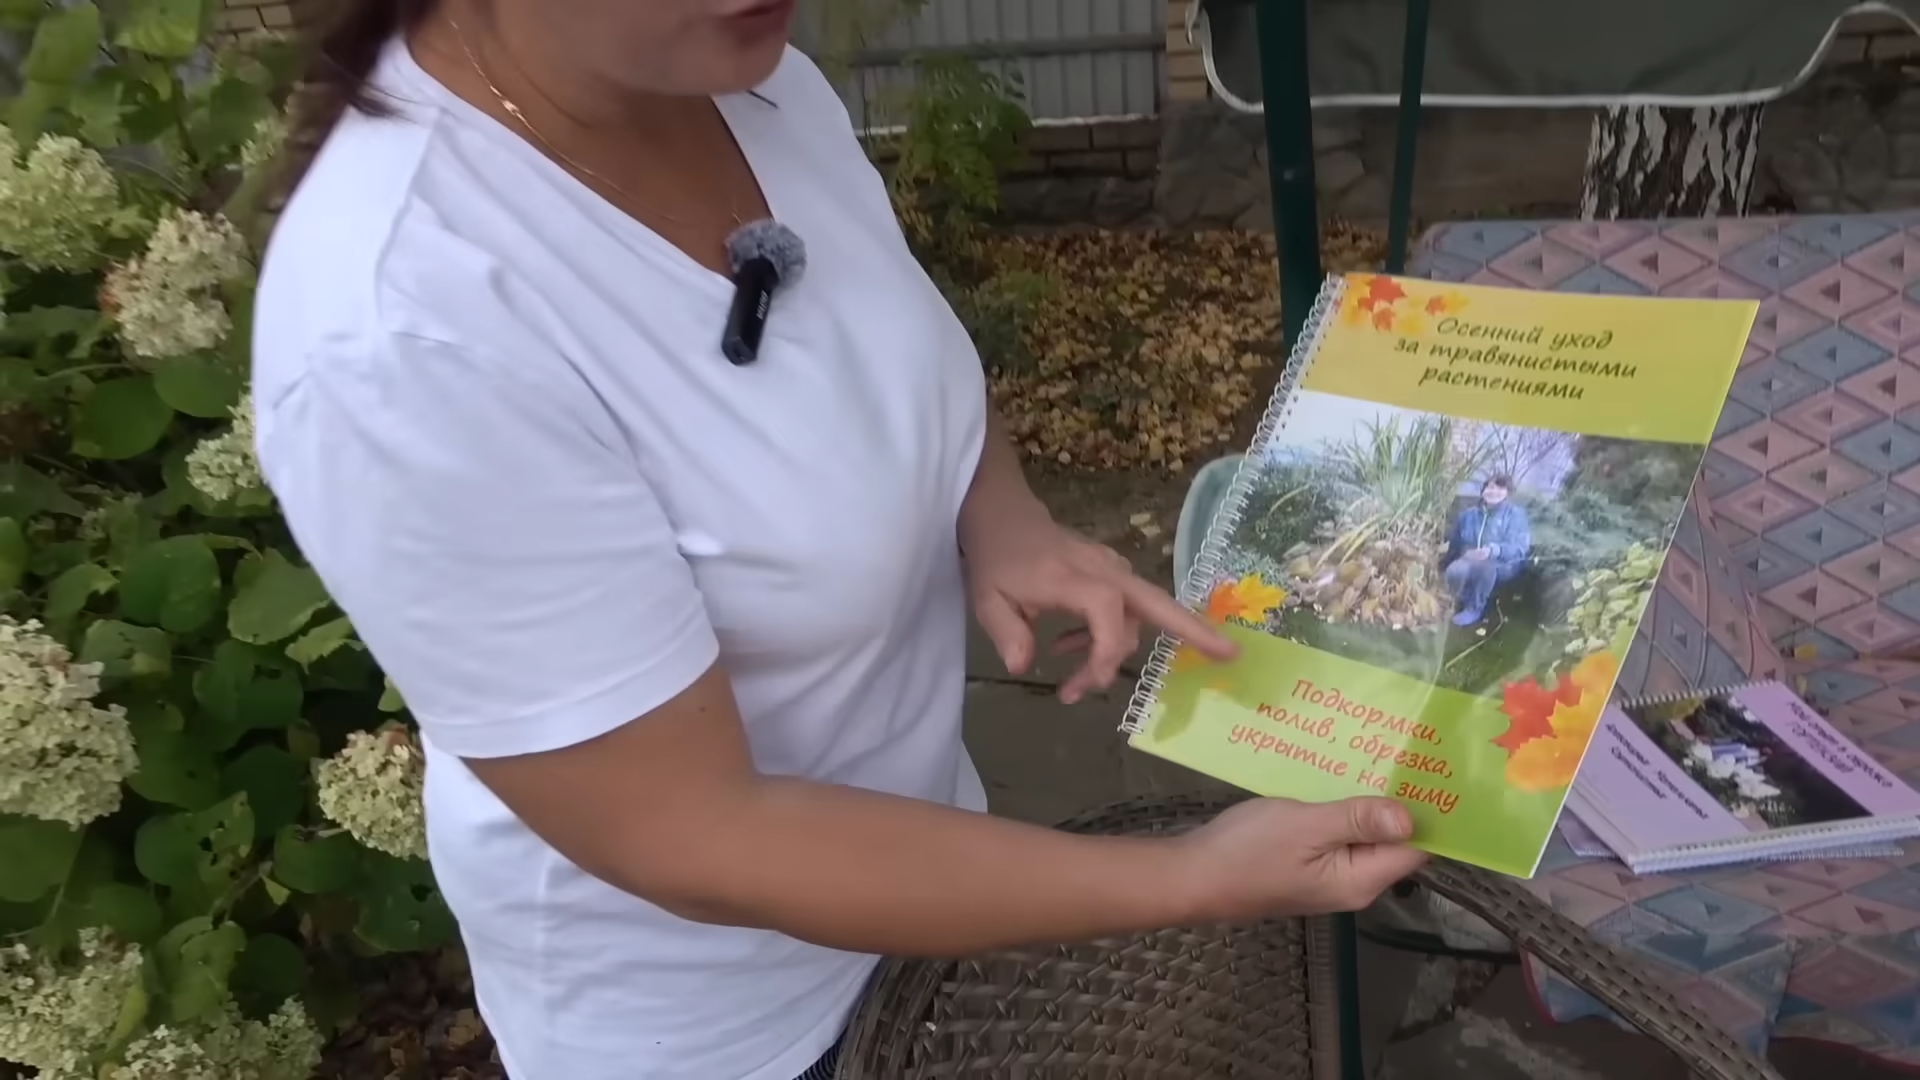 Осенний уход
за травянистыми
растениями
Подкормки,
полив, обрезка,
укрытие на зиму